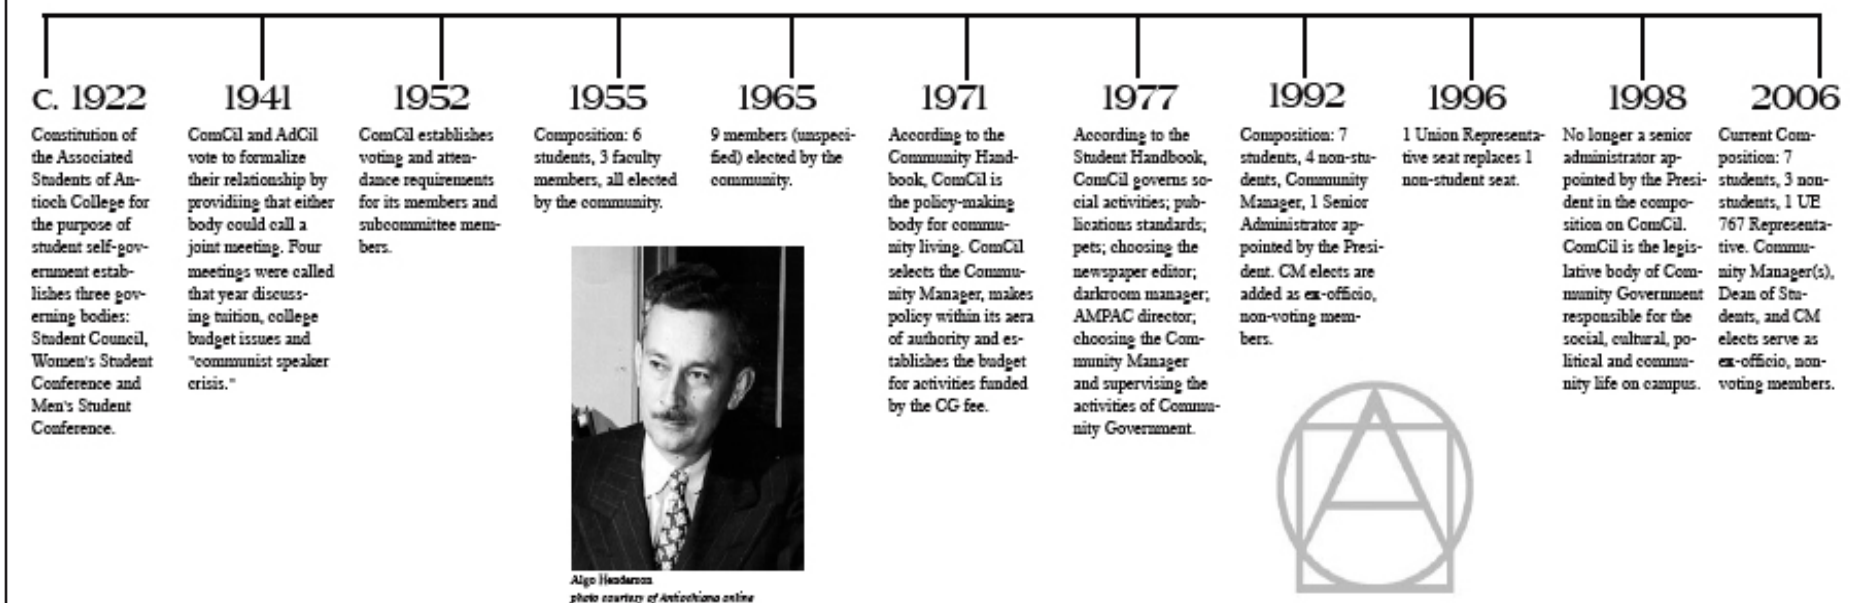 c. 1922
Constitution of
the Associated
Students of An-
tioch College for
the purpose of
student self-gov-
ernment estab-
lishes three gov-
erning bodies:
Student Council,
Women's Student
Conference and
Men's Student
Conference.
1941
ComCil and AdCil
vote to formalize
their relationship by
providiing that either
body could call a
joint meeting. Four
meetings were called
that year discuss-
ing tuition, college
budget issues and
"communist speaker
crisis."
1952
ComCil establishes
voting and atten-
dance requirements
for its members and
subcommittee mem-
bers.
1955
Composition: 6
students, 3 faculty
members, all elected
by the community.
1965
9 members (unspeci-
fied) elected by the
community.
1971
According to the
Community Hand-
book, ComCil is
the policy-making
body for commu-
nity living. ComCil
selects the Commu-
nity Manager, makes
policy within its aera
of authority and es-
tablishes the budget
for activities funded
by the CG fee.
1977
According to the
Student Handbook,
ComCil governs so-
cial activities; pub-
lications standards;
pets; choosing the
newspaper editor;
darkroom manager;
AMPAC director;
choosing the Com-
munity Manager
and supervising the
activities of Commu-
nity Government.
1992
Composition: 7
students, 4 non-stu-
dents, Community
Manager, 1 Senior
Administrator ap-
pointed by the Presi-
dent. CM elects are
added as ex-officio,
non-voting mem-
bers.
1996
1 Union Representa-
tive seat replaces 1
non-student seat.
1998
No longer a senior
administrator ap-
pointed by the Presi-
dent in the compo-
sition on ComCil.
ComCil is the legis-
lative body of Com-
munity Government
responsible for the
social, cultural, po-
litical and commu-
nity life on campus.
2006
Current Com-
position: 7
students, 3 non-
students, 1 UE
767 Representa-
tive. Commu-
nity Manager(s),
Dean of Stu-
dents, and CM
elects serve as
ex-officio, non-
voting members.
Algo Henderson
photo courtesy of Antiochiana online